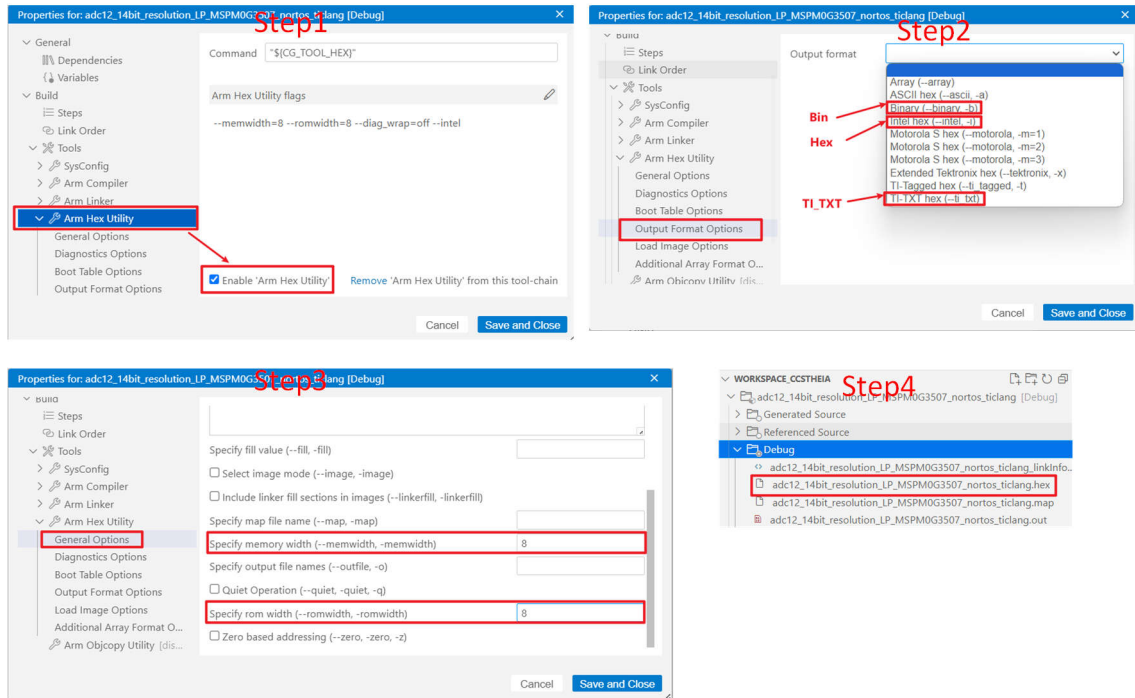 Properties for: adc12_14bit_resolution_LP_MSPM0G3507_nortos_ticlang [Debug]
Step1
General
Dependencies
Variables
Build
Steps
Link Order
Tools
SysConfig
Arm Compiler
Arm Linker
Arm Hex Utility
General Options
Diagnostics Options
Boot Table Options
Output Format Options
Command "${CG_TOOL_HEX}"
Arm Hex Utility flags
--memwidth=8 --romwidth=8 --diag_wrap=off --intel
Enable 'Arm Hex Utility' Remove 'Arm Hex Utility' from this tool-chain
Cancel Save and Close
Properties for: adc12_14bit_resolution_LP_MSPM0G3507_nortos_ticlang [Debug]
Step2
Build
Steps
Link Order
Tools
SysConfig
Arm Compiler
Arm Linker
Arm Hex Utility
General Options
Diagnostics Options
Boot Table Options
Output Format Options
Load Image Options
Additional Array Format O...
Arm Objcopy Utility [dis...
Output format
Array (--array)
ASCII hex (--ascii, -a)
Binary (--binary, -b)
Intel hex (--intel, -i)
Motorola S hex (--motorola, -m=1)
Motorola S hex (--motorola, -m=2)
Motorola S hex (--motorola, -m=3)
Extended Tektronix hex (--tektronix, -x)
TI-Tagged hex (--ti_tagged, -t)
TI-TXT hex (--ti_txt)
Bin
Hex
TI_TXT
Cancel Save and Close
Properties for: adc12_14bit_resolution_LP_MSPM0G3507_nortos_ticlang [Debug]
Step3
Build
Steps
Link Order
Tools
SysConfig
Arm Compiler
Arm Linker
Arm Hex Utility
General Options
Diagnostics Options
Boot Table Options
Output Format Options
Load Image Options
Additional Array Format O...
Arm Objcopy Utility [dis...
Specify fill value (--fill, -fill)
Select image mode (--image, -image)
Include linker fill sections in images (--linkerfill, -linkerfill)
Specify map file name (--map, -map)
Specify memory width (--memwidth, -memwidth) 8
Specify output file names (--outfile, -o)
Quiet Operation (--quiet, -quiet, -q)
Specify rom width (--romwidth, -romwidth) 8
Zero based addressing (--zero, -zero, -z)
Cancel Save and Close
WORKSPACE_CCSTHEIA
Step4
adc12_14bit_resolution_LP_MSPM0G3507_nortos_ticlang [Debug]
Generated Source
Referenced Source
Debug
adc12_14bit_resolution_LP_MSPM0G3507_nortos_ticlang_linkInfo...
adc12_14bit_resolution_LP_MSPM0G3507_nortos_ticlang.hex
adc12_14bit_resolution_LP_MSPM0G3507_nortos_ticlang.map
adc12_14bit_resolution_LP_MSPM0G3507_nortos_ticlang.out